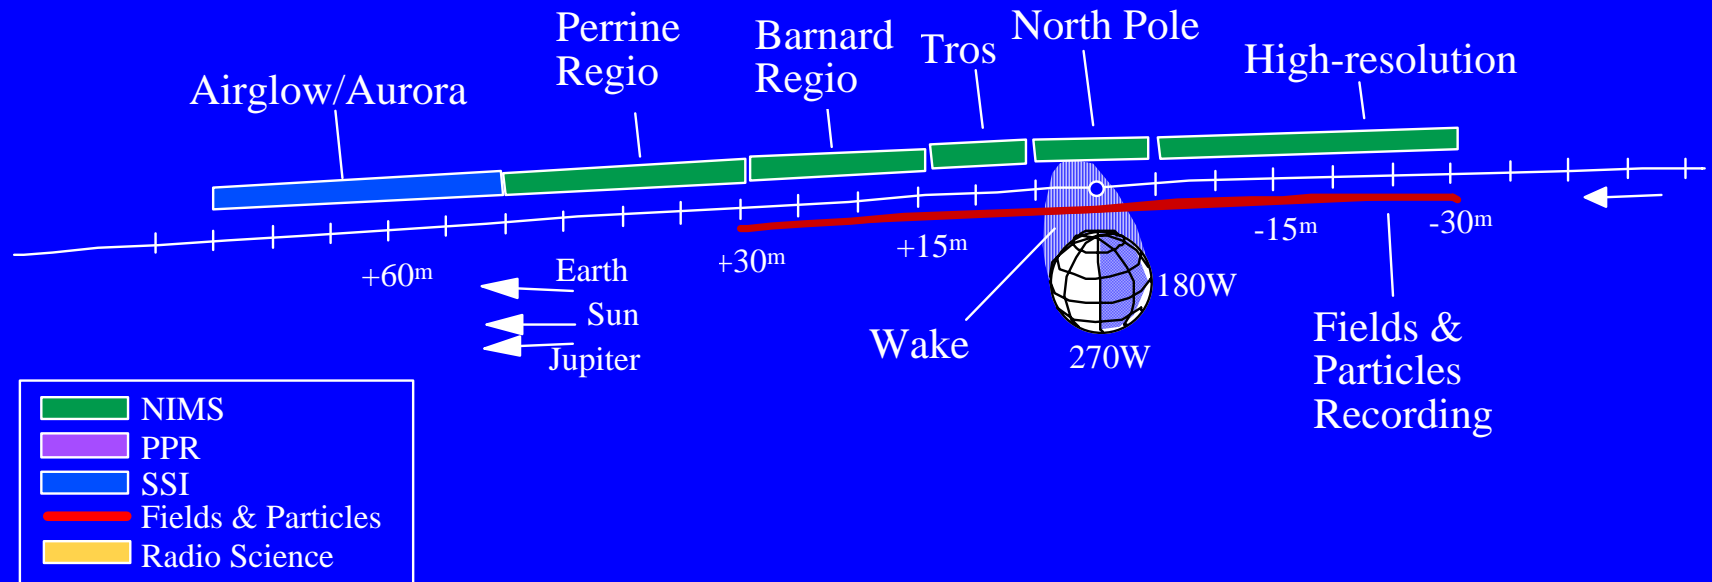 Airglow/Aurora
Perrine
Regio
Barnard
Regio
Tros
North Pole
High-resolution
+60m
+30m
+15m
-15m
-30m
Earth
Sun
Jupiter
Wake
180W
270W
Fields &
Particles
Recording
NIMS
PPR
SSI
Fields & Particles
Radio Science